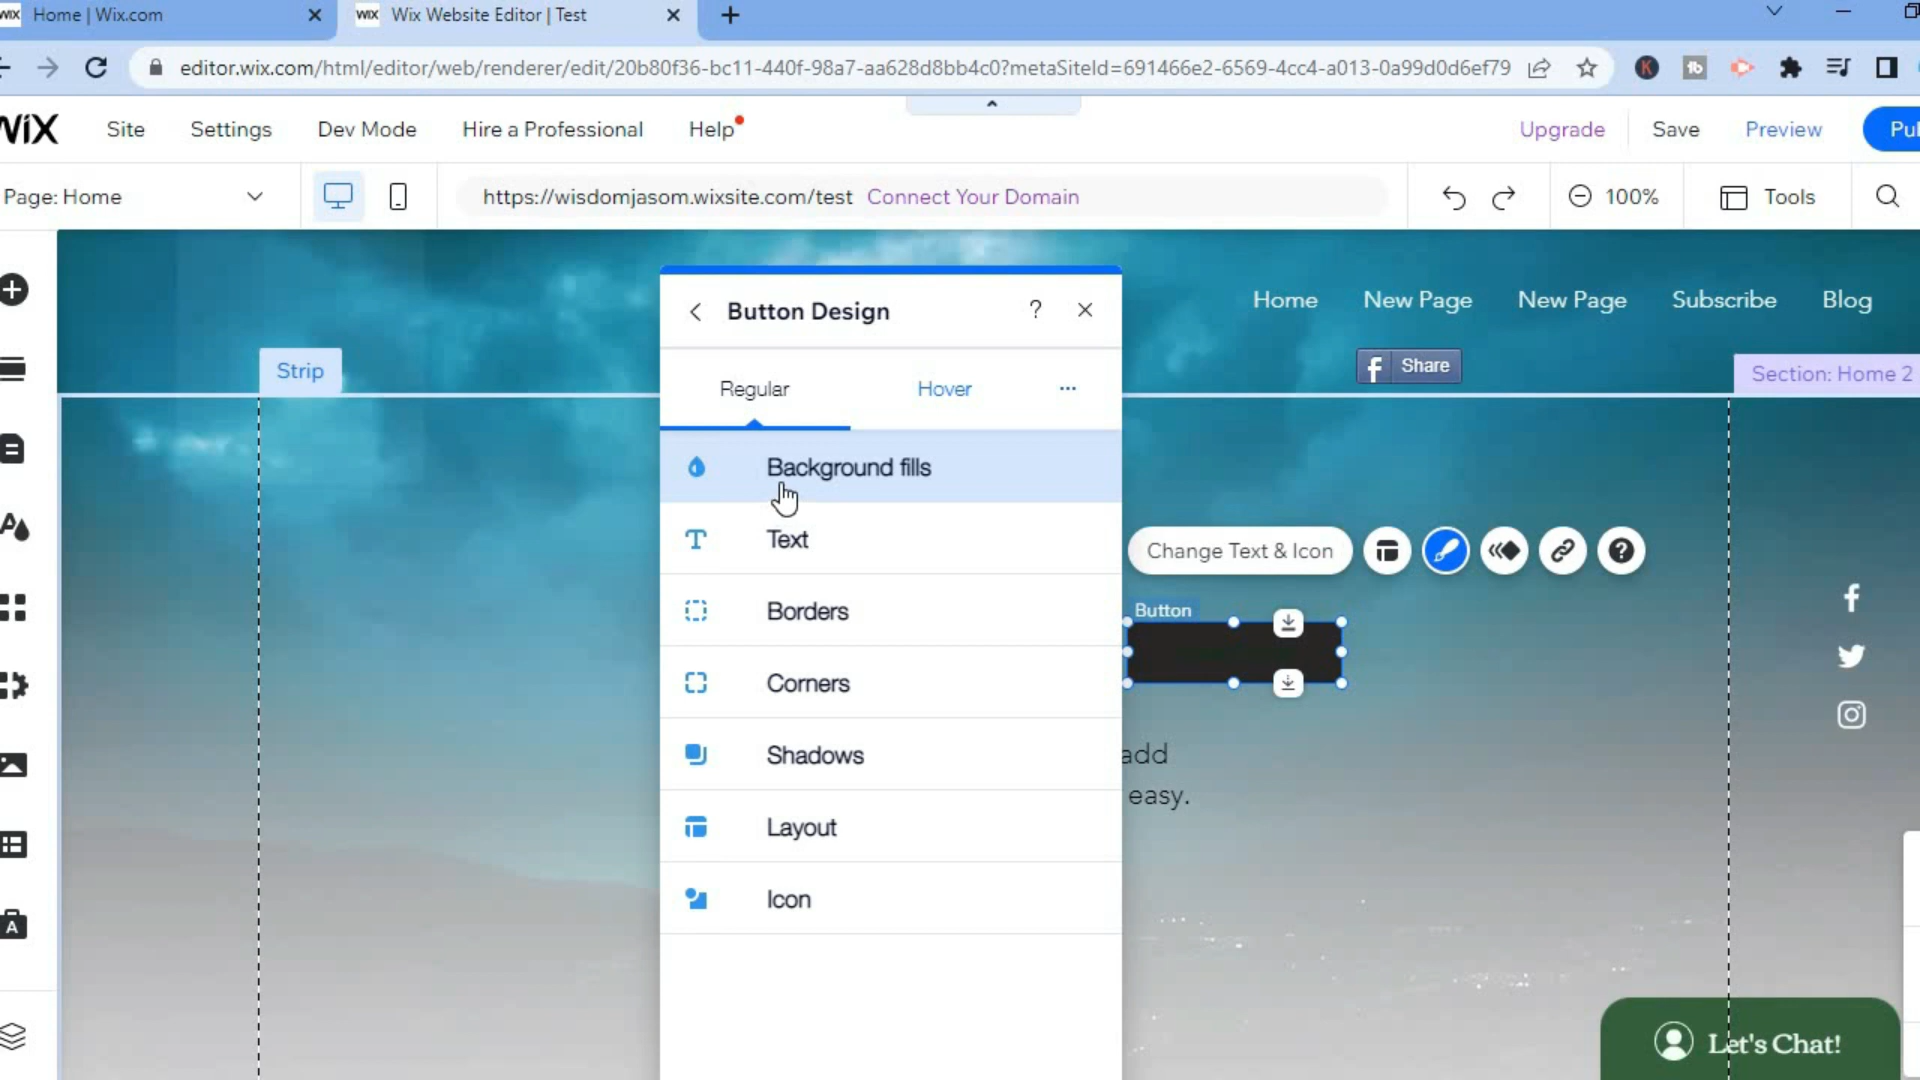 Home | Wix.com
WIX Wix Website Editor | Test
editor.wix.com/html/editor/web/renderer/edit/20b80f36-bc11-440f-98a7-aa628d8bb4c0?metaSiteId=691466e2-6569-4cc4-a013-0a99d0d6ef79
WIX Site Settings Dev Mode Hire a Professional Help Upgrade Save Preview
Page: Home https://wisdomjasom.wixsite.com/test Connect Your Domain 100% Tools
Home New Page New Page Subscribe Blog
Button Design ?
f Share
Strip
Section: Home 2
Regular Hover ...
Background fills
Text
Change Text & Icon ?
Borders
Button
Corners
Shadows
add
easy.
Layout
Icon
Let's Chat!